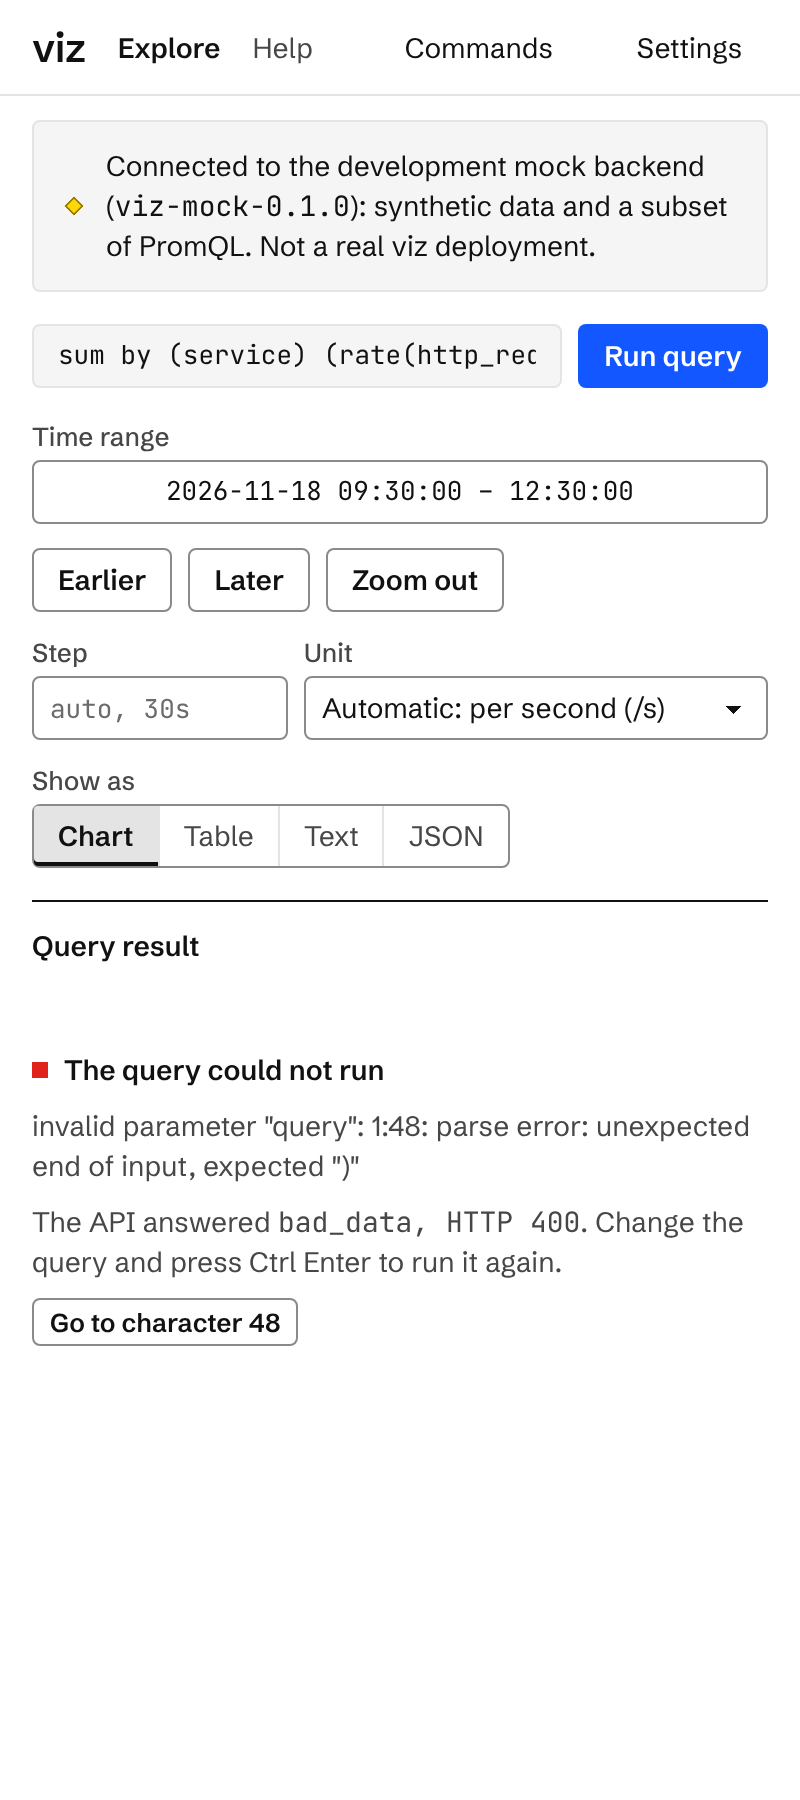 viz Explore Help Commands Settings
Connected to the development mock backend
(viz-mock-0.1.0): synthetic data and a subset
of PromQL. Not a real viz deployment.
sum by (service) (rate(http_rec
Run query
Time range
2026-11-18 09:30:00 – 12:30:00
Earlier Later Zoom out
Step Unit
auto, 30s Automatic: per second (/s)
Show as
Chart Table Text JSON
Query result
The query could not run
invalid parameter "query": 1:48: parse error: unexpected
end of input, expected ")"
The API answered bad_data, HTTP 400. Change the
query and press Ctrl Enter to run it again.
Go to character 48